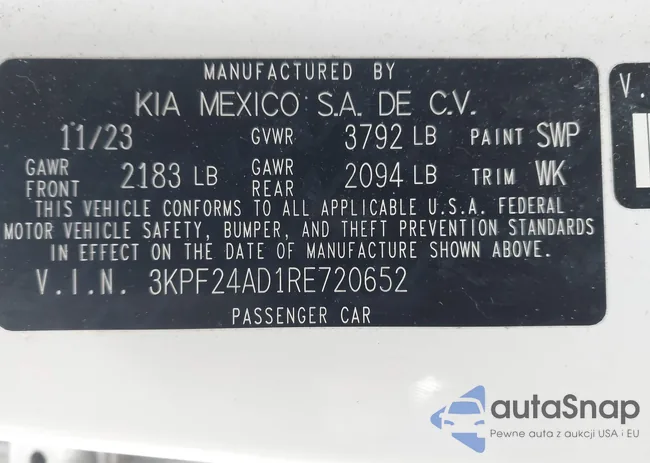 MANUFACTURED BY
KIA MEXICO S.A. DE C.V.
11/23 GVWR 3792 LB PAINT SWP
GAWR FRONT 2183 LB GAWR REAR 2094 LB TRIM WK
THIS VEHICLE CONFORMS TO ALL APPLICABLE U.S.A. FEDERAL
MOTOR VEHICLE SAFETY, BUMPER, AND THEFT PREVENTION STANDARDS
IN EFFECT ON THE DATE OF MANUFACTURE SHOWN ABOVE.
V.I.N. 3KPF24AD1RE720652
PASSENGER CAR
V.
autaSnap
Pewne auta z aukcji USA i EU